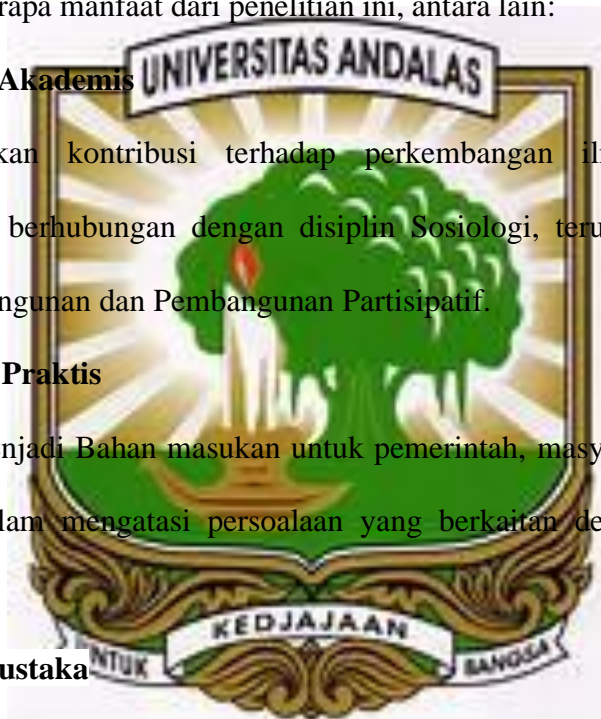 rapa manfaat dari penelitian ini, antara lain:
UNIVERSITAS ANDALAS
Akademis
kan kontribusi terhadap perkembangan il
berhubungan dengan disiplin Sosiologi, teru
ngunan dan Pembangunan Partisipatif.
Praktis
enjadi Bahan masukan untuk pemerintah, masy
lam mengatasi persoalaan yang berkaitan de
UNTUK KEDJAJAAN BANGSA
ustaka